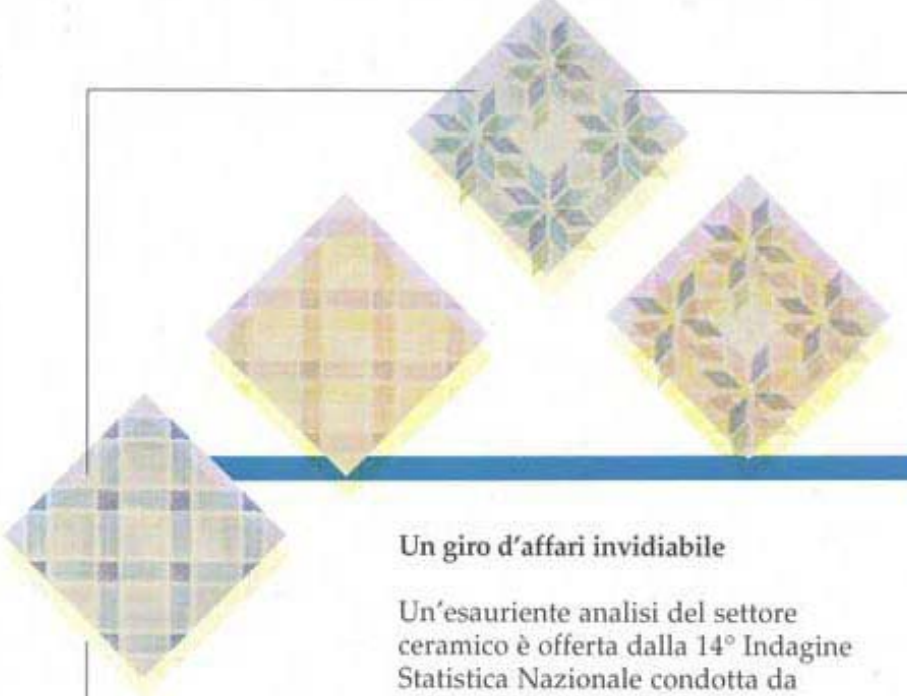 Un giro d'affari invidiabile
Un'esauriente analisi del settore
ceramico è offerta dalla 14° Indagine
Statistica Nazionale condotta da